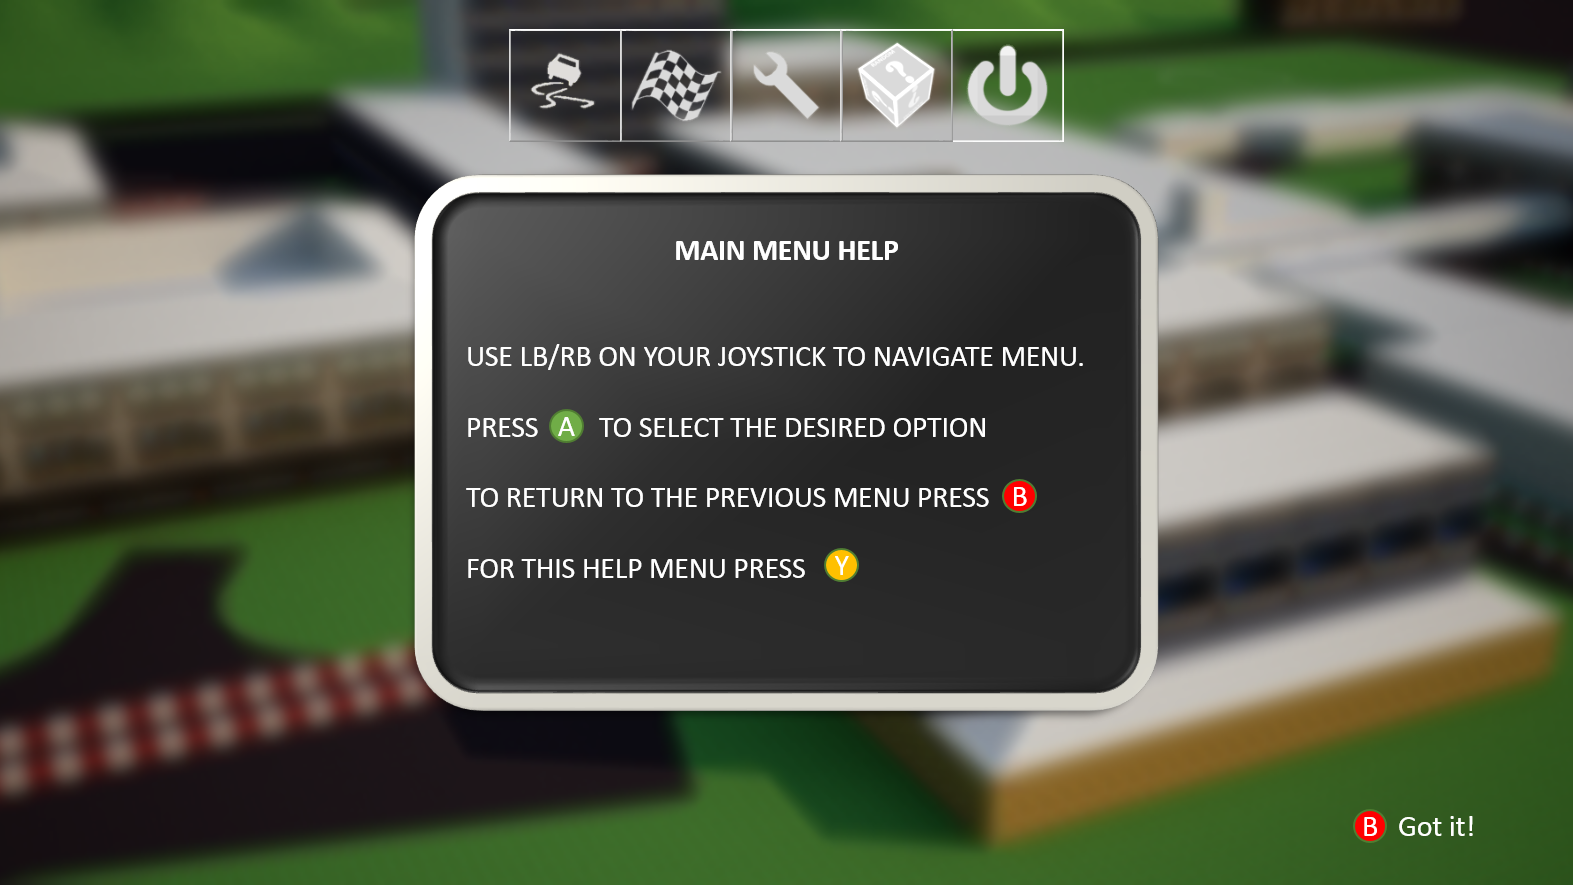 MAIN MENU HELP
USE LB/RB ON YOUR JOYSTICK TO NAVIGATE MENU.
PRESS A TO SELECT THE DESIRED OPTION
TO RETURN TO THE PREVIOUS MENU PRESS B
FOR THIS HELP MENU PRESS Y
B Got it!